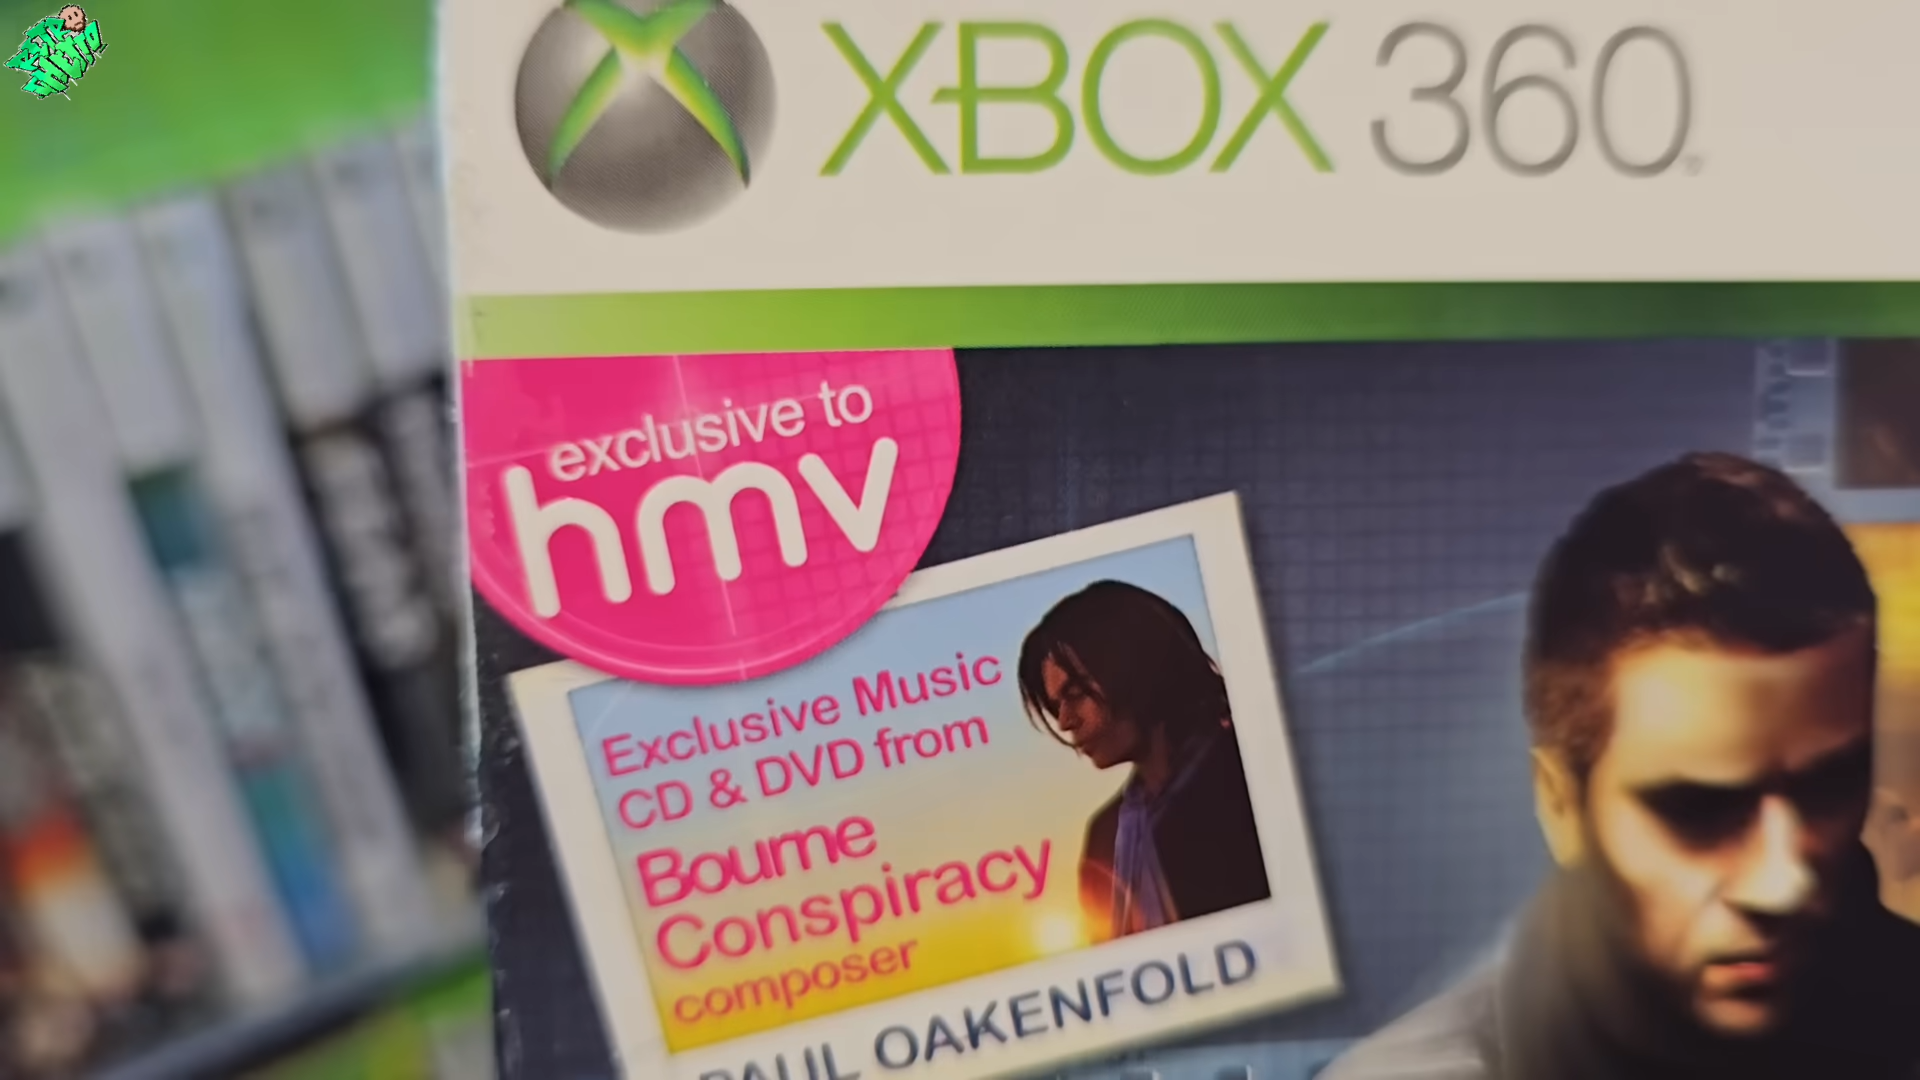 XBOX 360
exclusive to
hmv
Exclusive Music
CD & DVD from
Bourne
Conspiracy
composer
PAUL OAKENFOLD